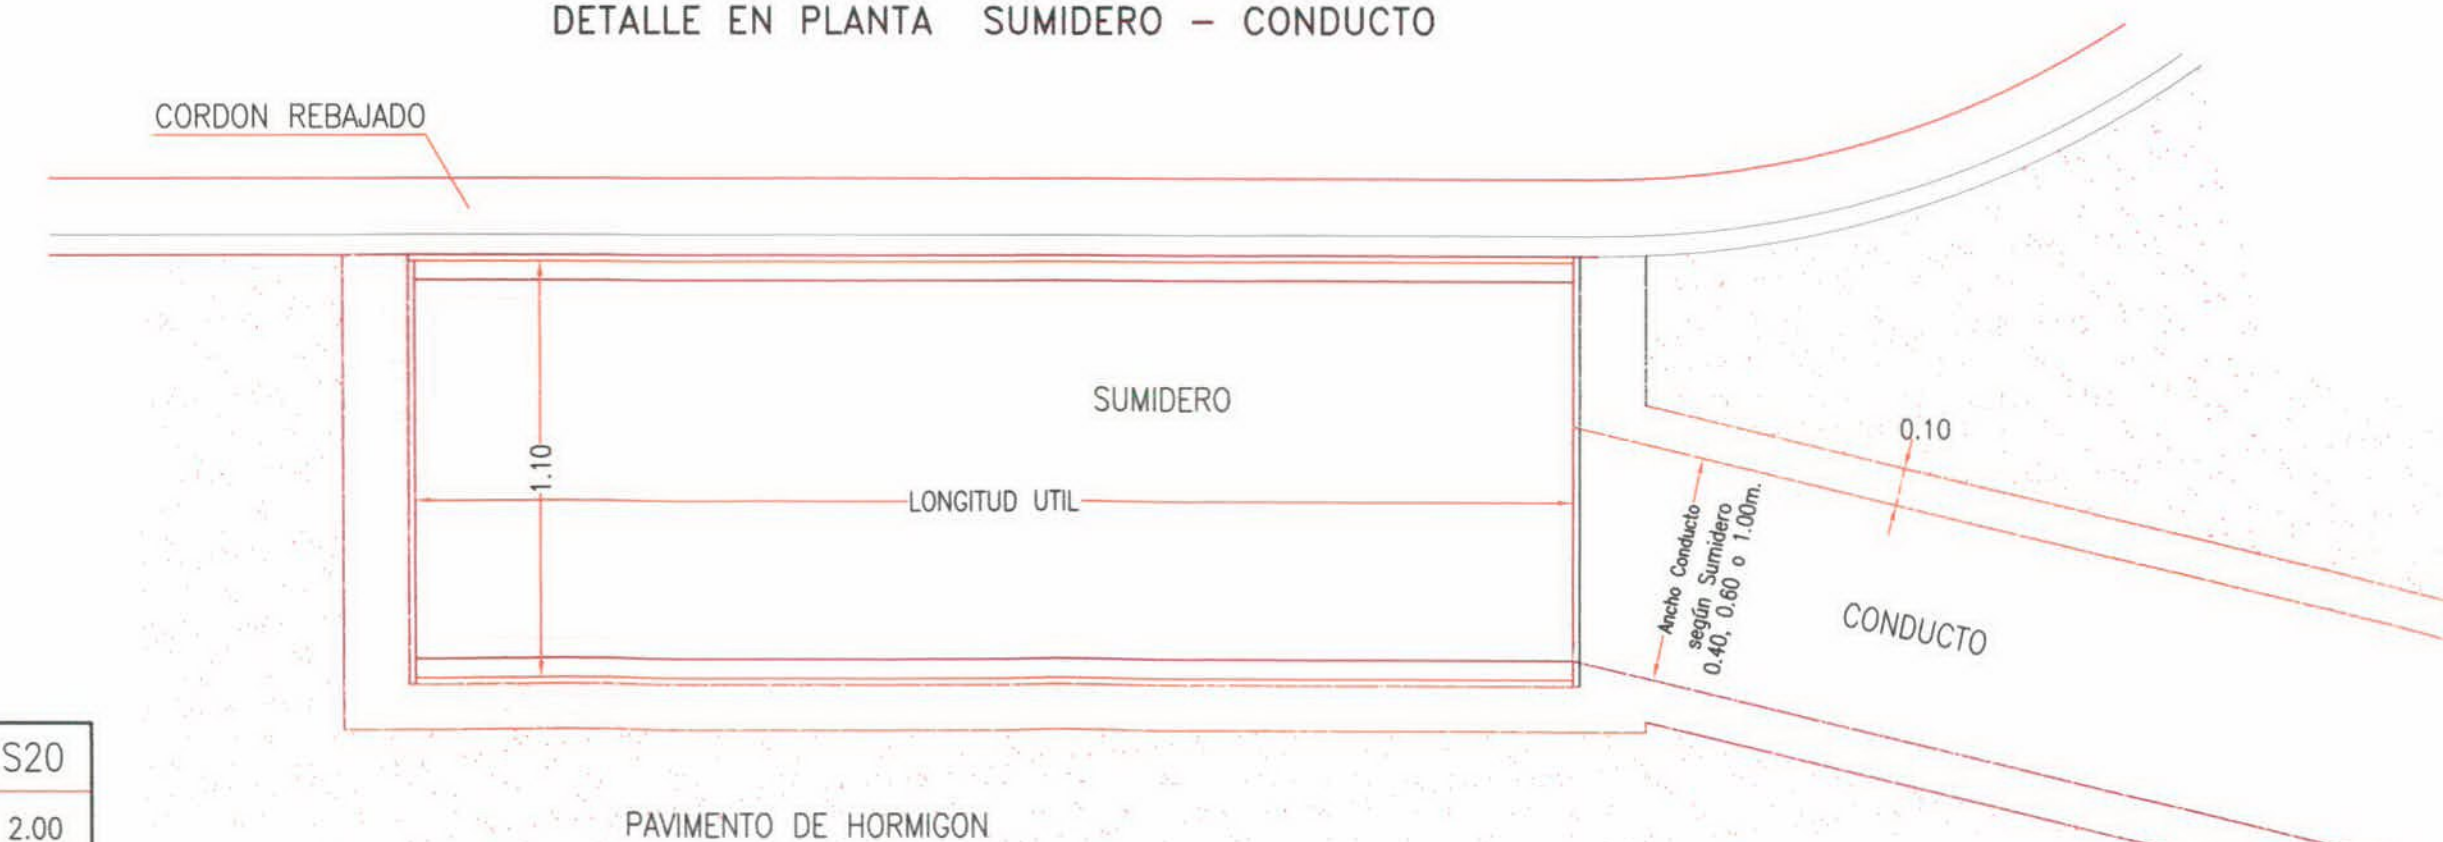 DETALLE EN PLANTA SUMIDERO – CONDUCTO
CORDON REBAJADO
SUMIDERO
0.10
1.10
LONGITUD UTIL
Ancho Conducto
según Sumidero
0.40, 0.60 o 1.00m.
CONDUCTO
S20
2.00
PAVIMENTO DE HORMIGON